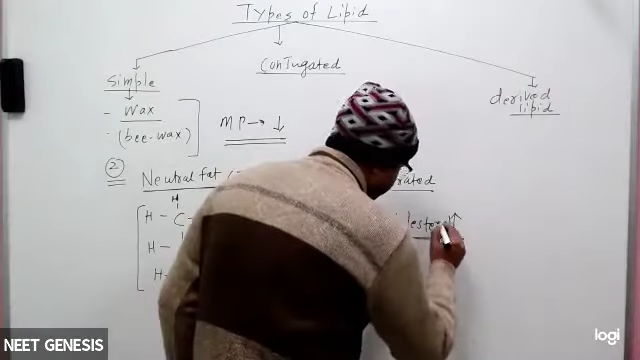 Types of Lipid
Simple
Conjugated
derived
lipid
- Wax
(bee-wax)
MP → ↓
② Neutral fat
H
H - C -
H -
H -
logi
NEET GENESIS